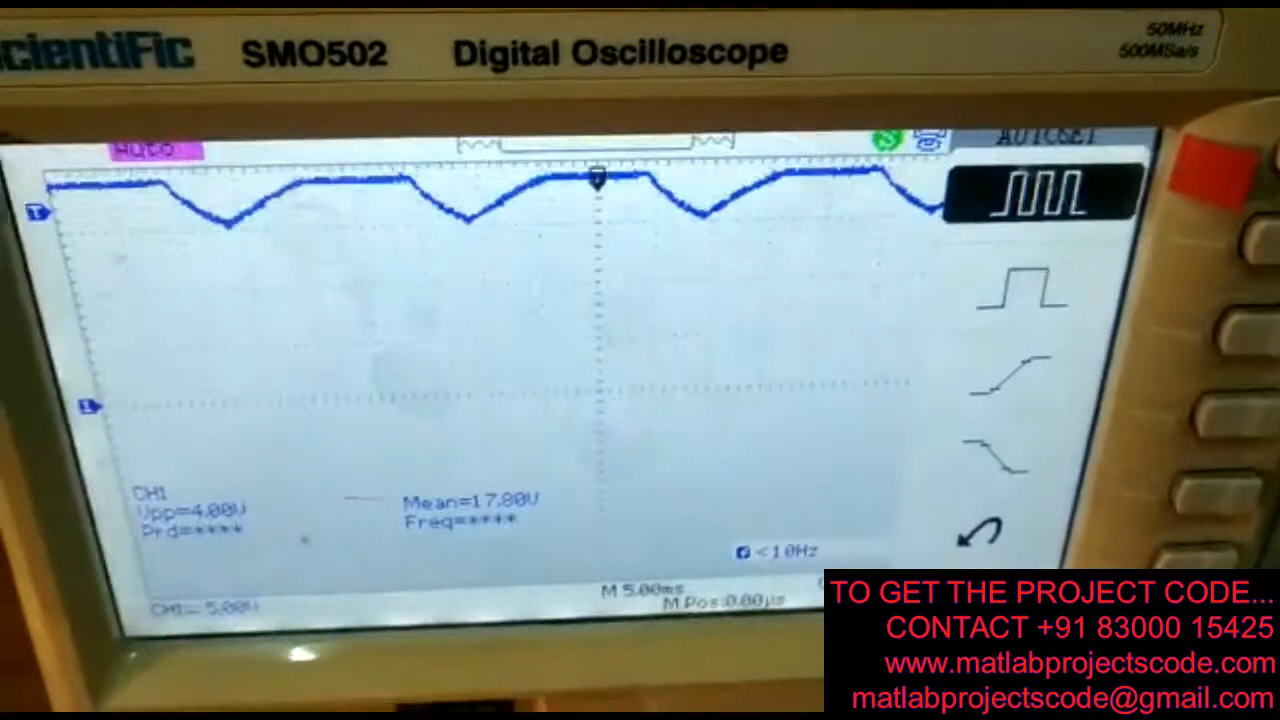 cientiFic SMO502 Digital Oscilloscope
50MHz
500MSa/s
Auto
AUTOSET
T
T
1
CH1
Vpp=4.00V
Prd=****
Mean=17.80V
Freq=****
<10Hz
CH1 5.00V
M 5.00ms
M Pos:0.00µs
TO GET THE PROJECT CODE...
CONTACT +91 83000 15425
www.matlabprojectscode.com
matlabprojectscode@gmail.com